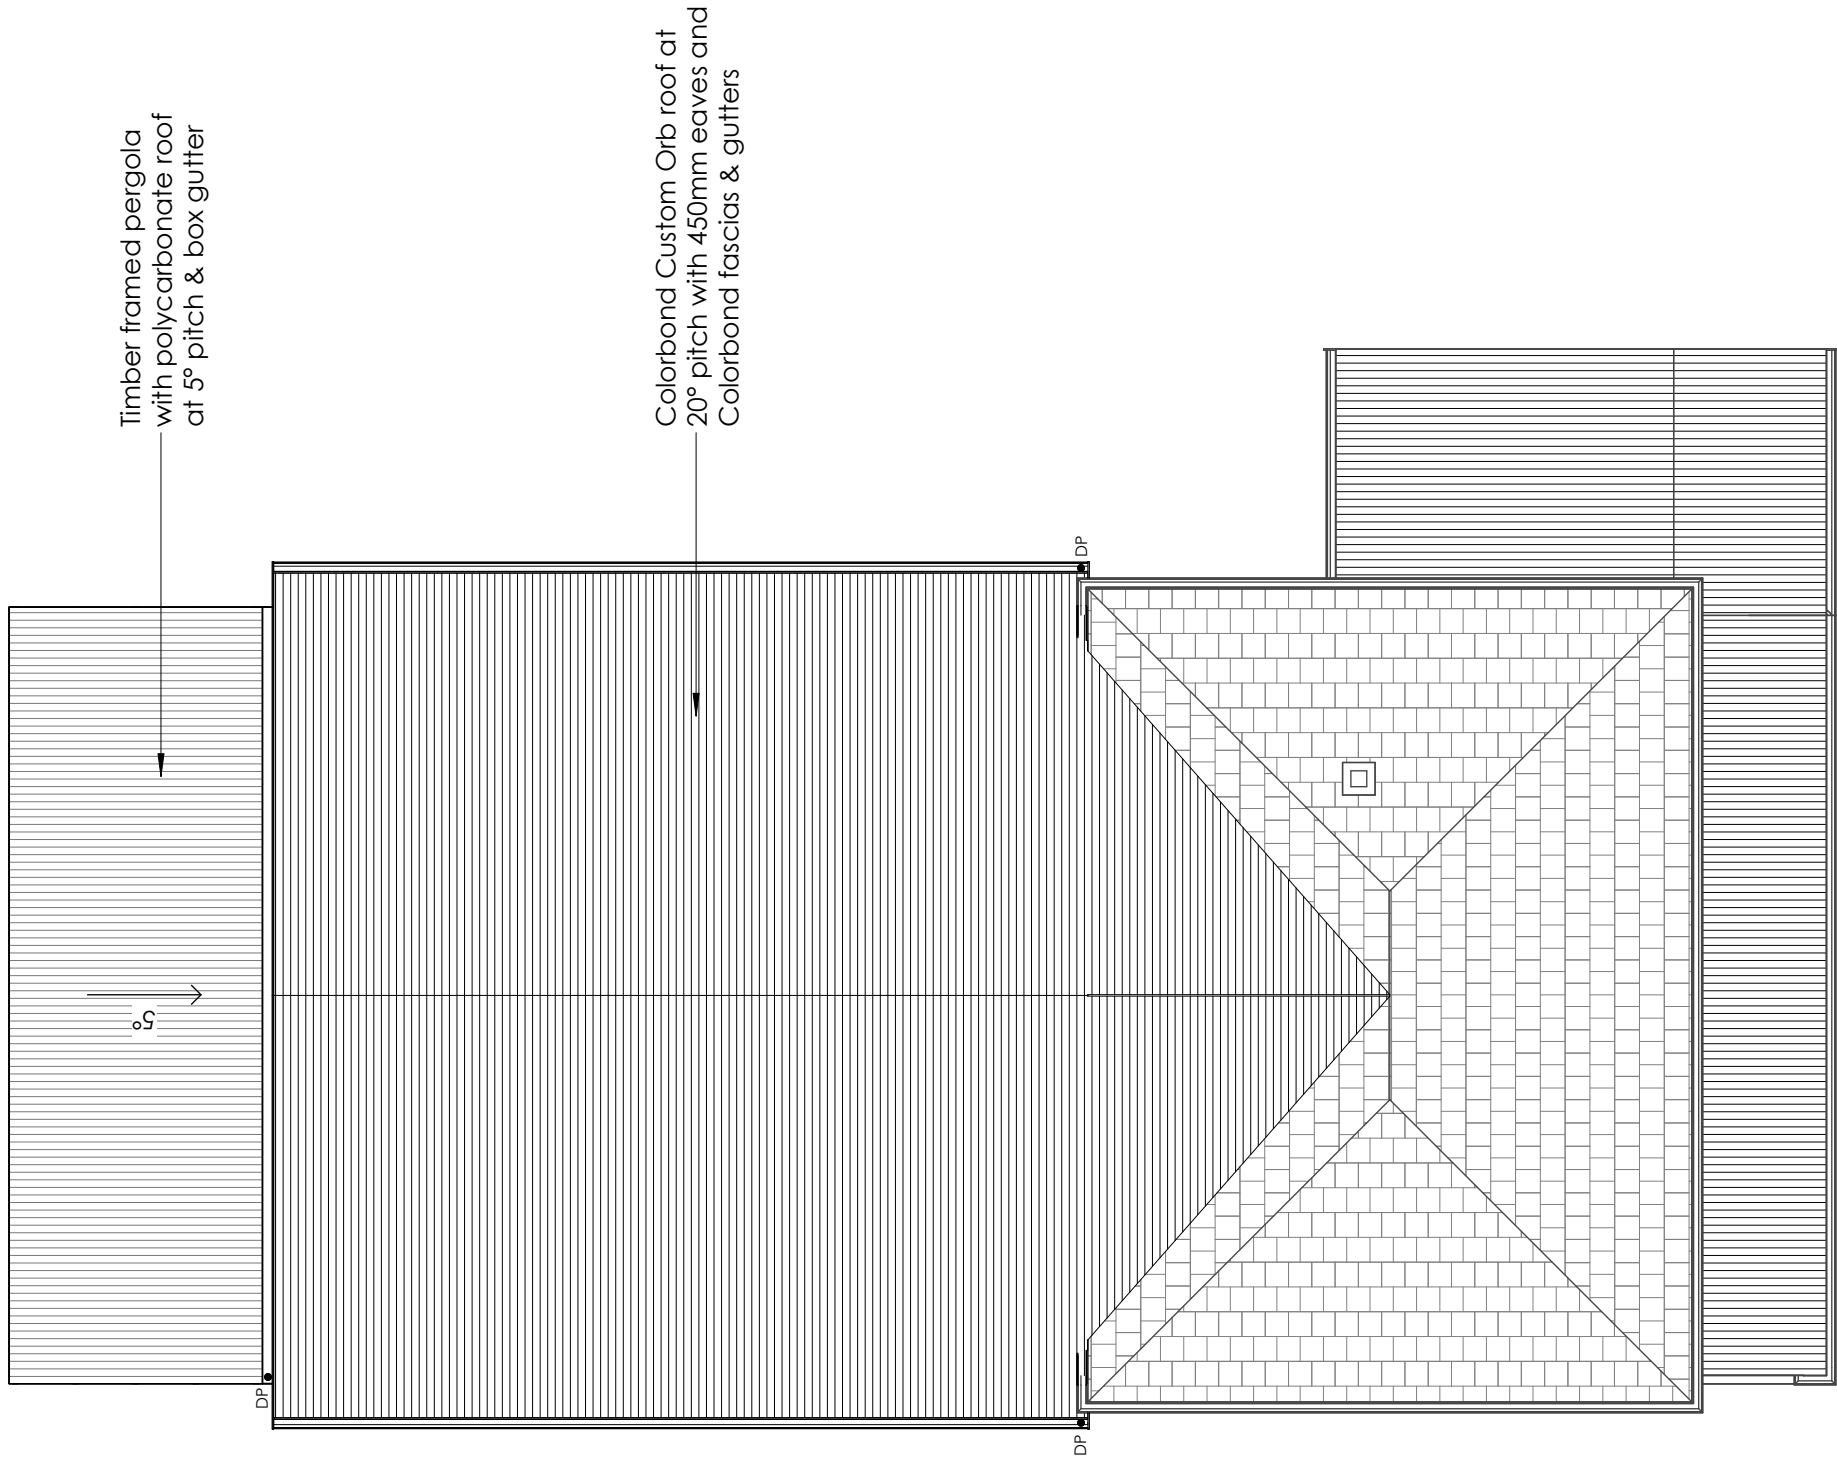 Timber framed pergola
with polycarbonate roof
at 5° pitch & box gutter
Colorbond Custom Orb roof at
20° pitch with 450mm eaves and
Colorbond fascias & gutters
DP
5°
DP
DP